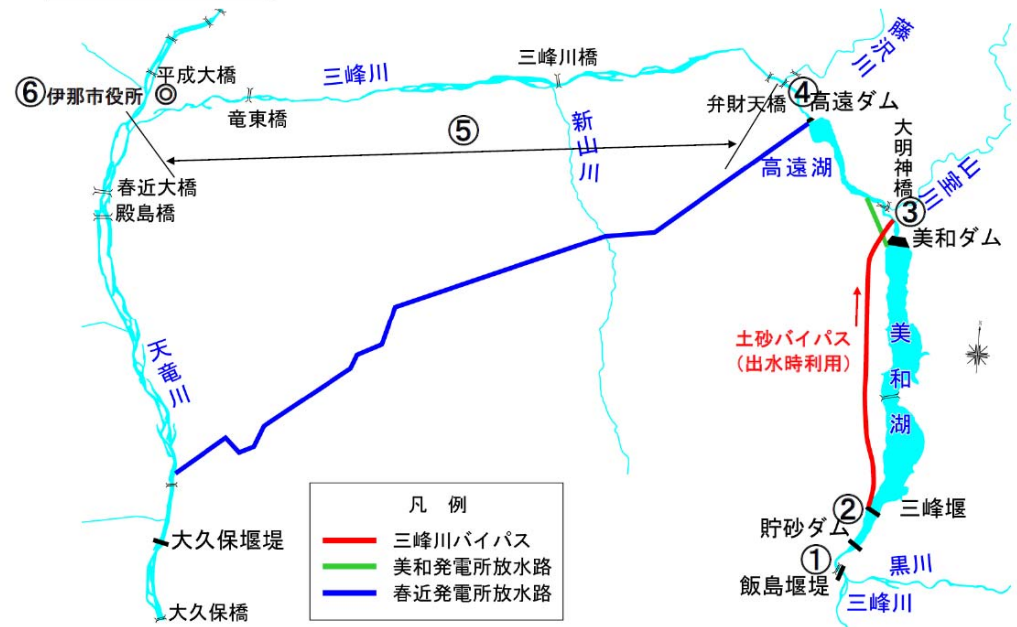 平成大橋
⑥伊那市役所
竜東橋
三峰川
三峰川橋
藤沢川
弁財天橋
④高遠ダム
⑤
新山川
高遠湖
大明神橋
山室川
③
美和ダム
春近大橋
殿島橋
天竜川
土砂バイパス
(出水時利用)
美和湖
②
三峰堰
貯砂ダム
①
飯島堰堤
黒川
三峰川
大久保堰堤
大久保橋
凡 例
三峰川バイパス
美和発電所放水路
春近発電所放水路